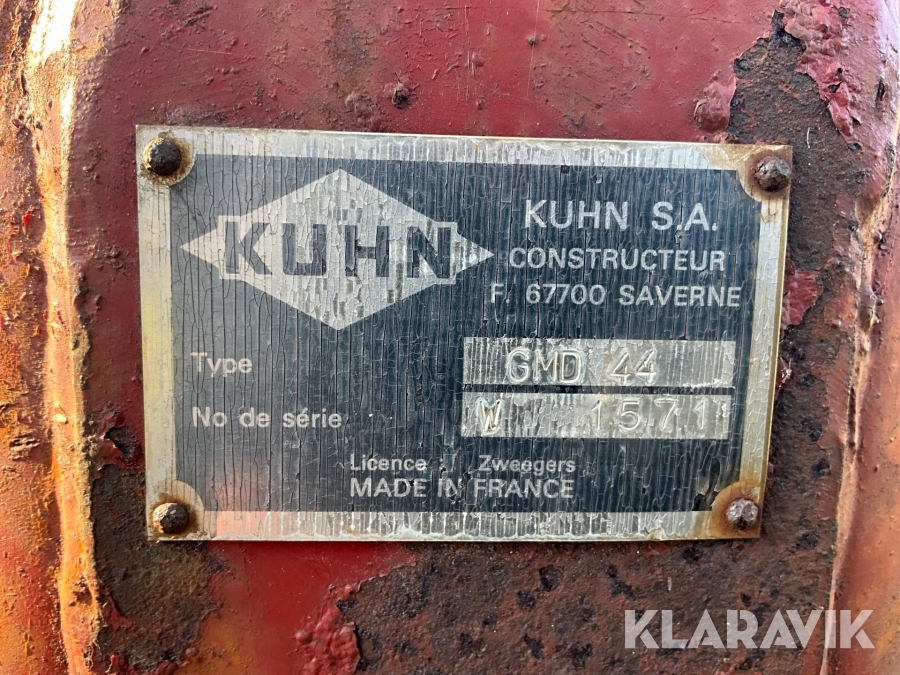 KUHN
KUHN S.A.
CONSTRUCTEUR
F. 67700 SAVERNE
Type GMD 44
No de série W 1571
Licence Zweegers
MADE IN FRANCE
KLARAVIK